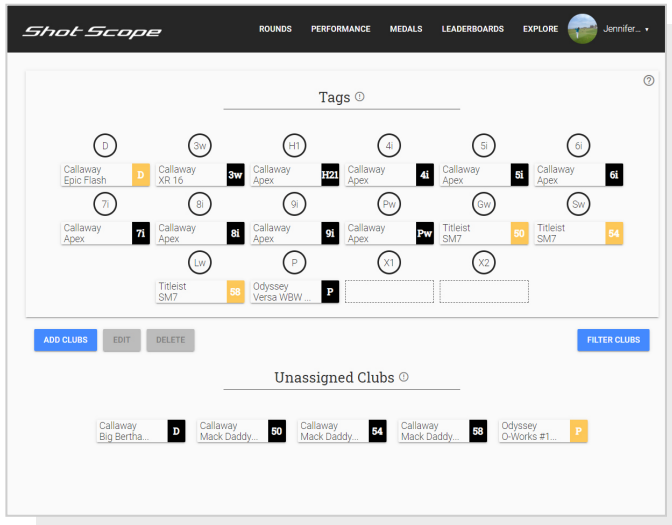 Shot Scope ROUNDS PERFORMANCE MEDALS LEADERBOARDS EXPLORE Jennifer...
Tags
D 3w H1 4i 5i 6i
Callaway Epic Flash D
Callaway XR 16 3w
Callaway Apex H21
Callaway Apex 4i
Callaway Apex 5i
Callaway Apex 6i
7i 8i 9i Pw Gw Sw
Callaway Apex 7i
Callaway Apex 8i
Callaway Apex 9i
Callaway Apex Pw
Titleist SM7 50
Titleist SM7 54
Lw P X1 X2
Titleist SM7 58
Odyssey Versa WBW ... P
ADD CLUBS EDIT DELETE FILTER CLUBS
Unassigned Clubs
Callaway Big Bertha... D
Callaway Mack Daddy... 50
Callaway Mack Daddy... 54
Callaway Mack Daddy... 58
Odyssey O-Works #1... P